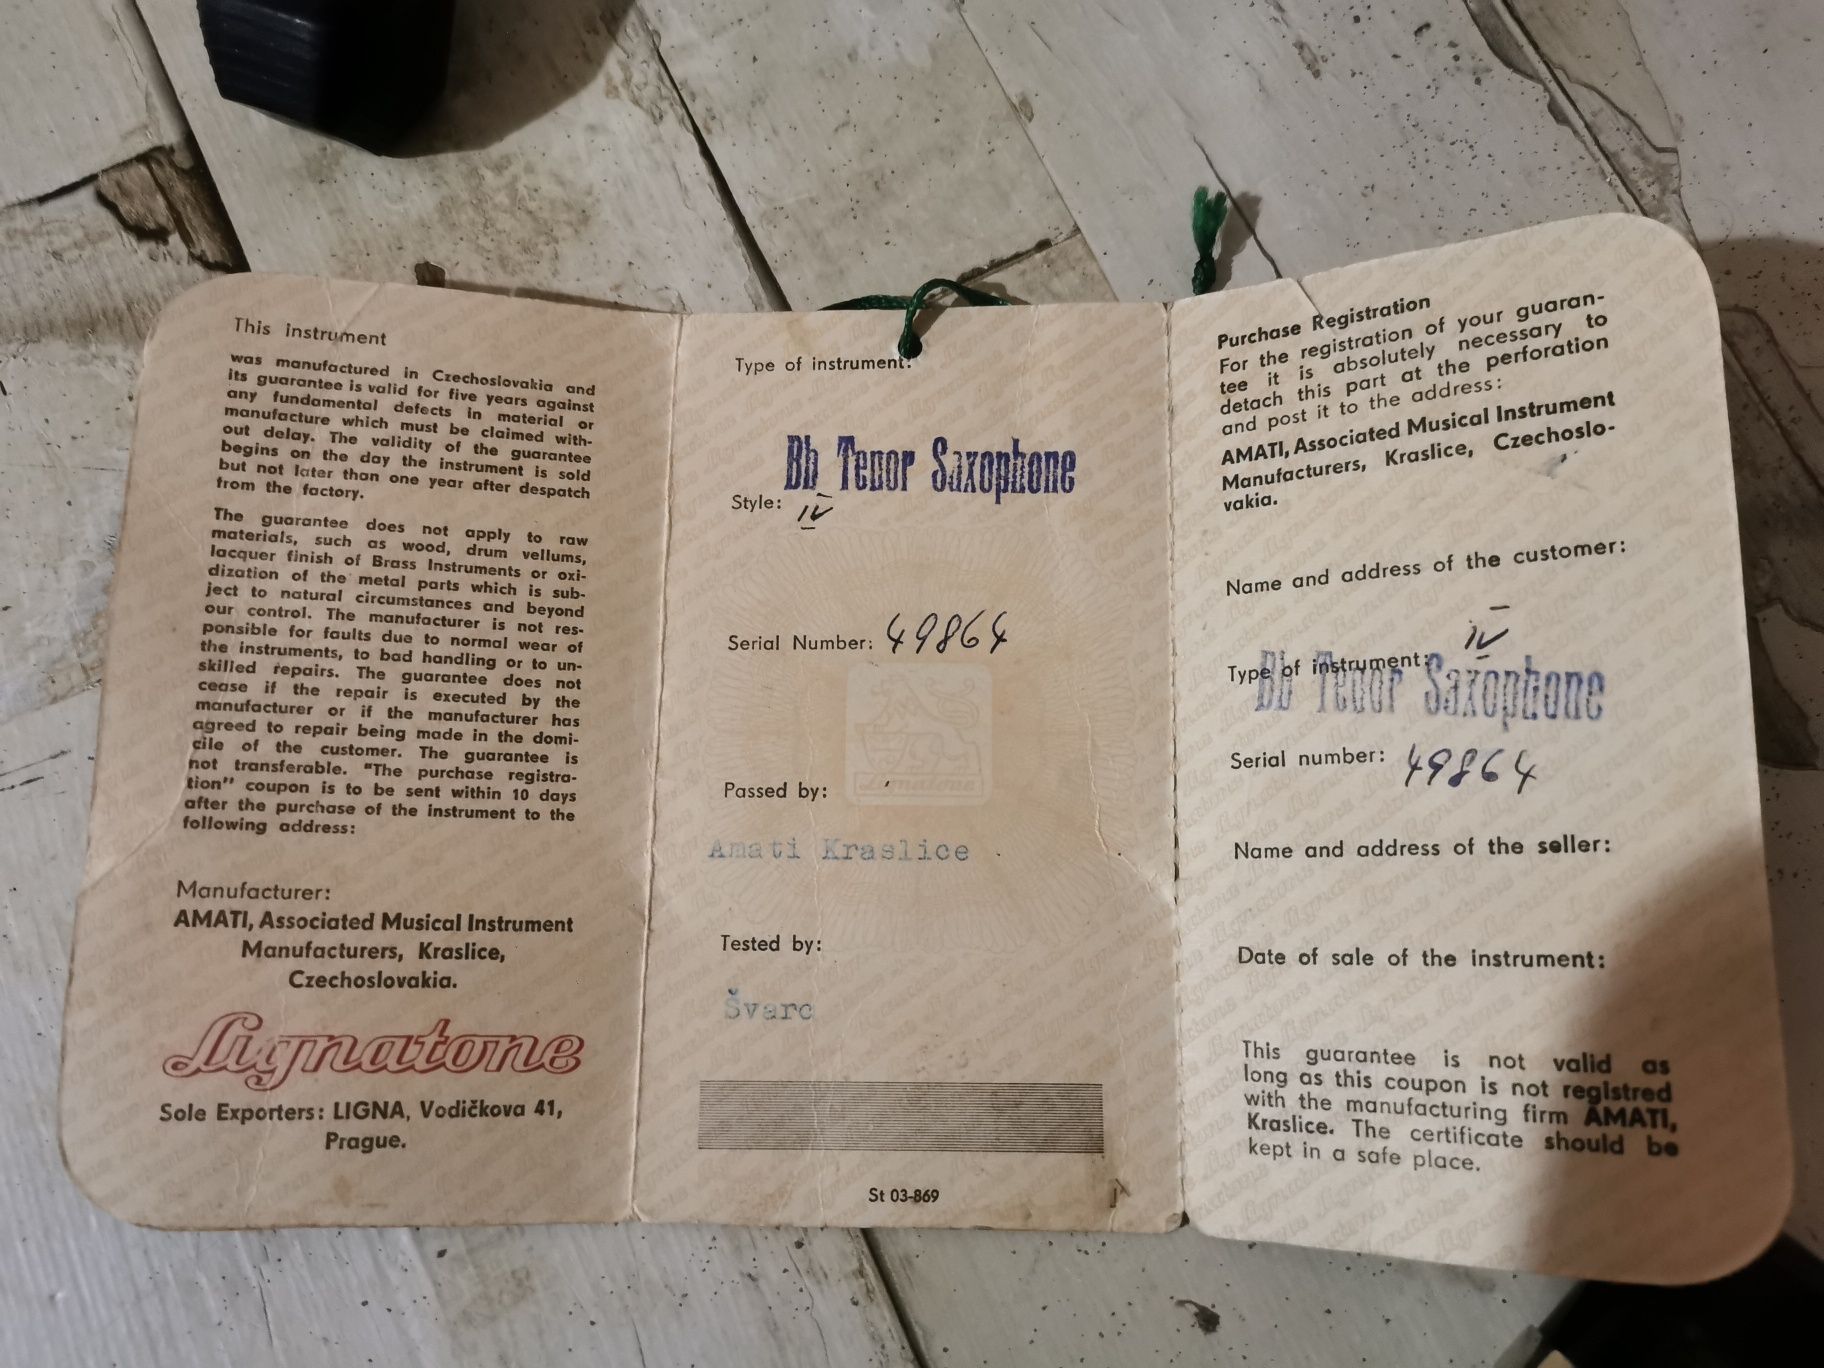 This instrument
was manufactured in Czechoslovakia and
its guarantee is valid for five years against
any fundamental defects in material or
manufacture which must be claimed with-
out delay. The validity of the guarantee
begins on the day the instrument is sold
but not later than one year after despatch
from the factory.
The guarantee does not apply to raw
materials, such as wood, drum vellums,
lacquer finish of Brass Instruments or oxi-
dization of the metal parts which is sub-
ject to natural circumstances and beyond
our control. The manufacturer is not res-
ponsible for faults due to normal wear of
the instruments, to bad handling or to un-
skilled repairs. The guarantee does not
cease if the repair is executed by the
manufacturer or if the manufacturer has
agreed to repair being made in the domi-
cile of the customer. The guarantee is
not transferable. "The purchase registra-
tion" coupon is to be sent within 10 days
after the purchase of the instrument to the
following address:
Manufacturer:
AMATI, Associated Musical Instrument
Manufacturers, Kraslice,
Czechoslovakia.
Lignatone
Sole Exporters: LIGNA, Vodičkova 41,
Prague.
Type of instrument:
Bb Tenor Saxophone
Style: IV
Serial Number: 49864
Lignatone
Passed by:
Amati Kraslice
Tested by:
Švarc
St 03-869
Purchase Registration
For the registration of your guaran-
tee it is absolutely necessary to
detach this part at the perforation
and post it to the address:
AMATI, Associated Musical Instrument
Manufacturers, Kraslice, Czechoslo-
vakia.
Name and address of the customer:
IV
Type of instrument:
Bb Tenor Saxophone
Serial number: 49864
Name and address of the seller:
Date of sale of the instrument:
This guarantee is not valid as
long as this coupon is not registred
with the manufacturing firm AMATI,
Kraslice. The certificate should be
kept in a safe place.